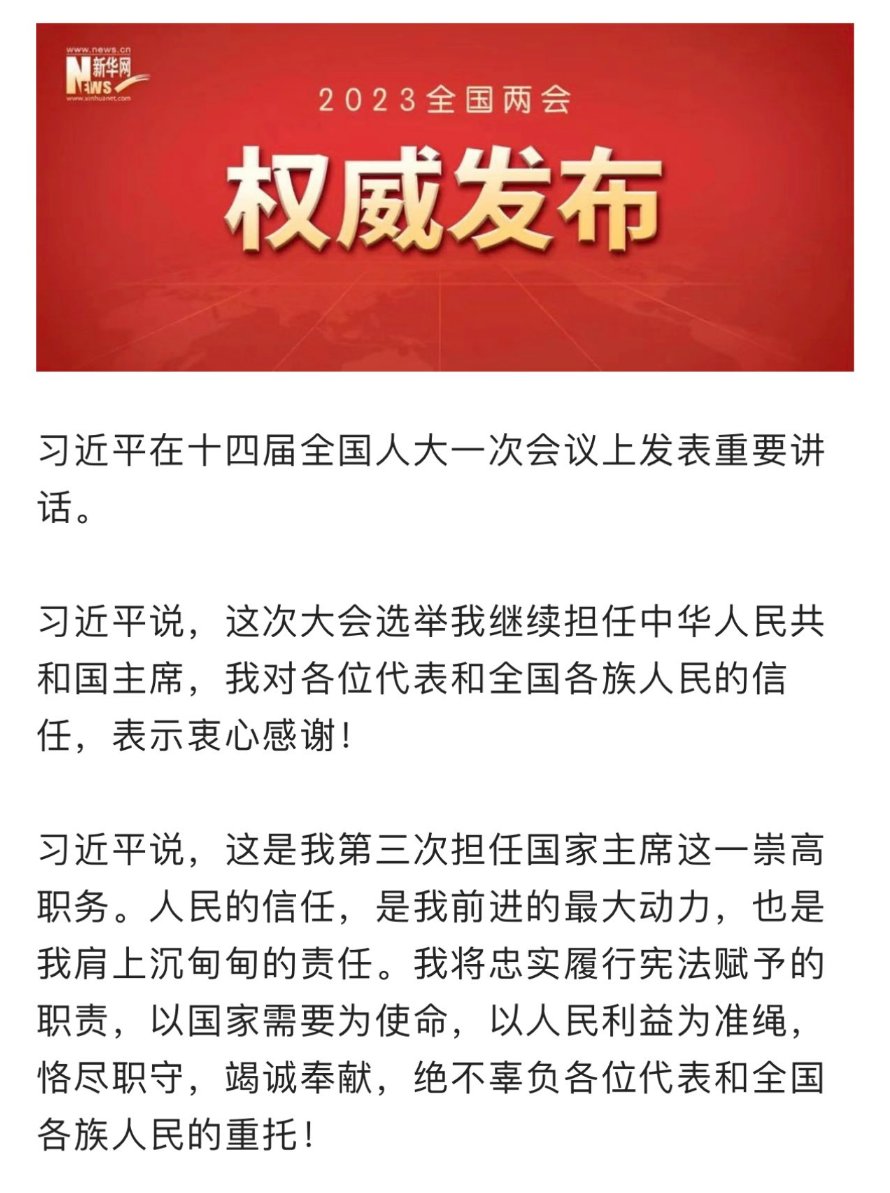 www.news.cn
新华网
NEWS
www.xinhuanet.com
2023全国两会
权威发布
习近平在十四届全国人大一次会议上发表重要讲
话。
习近平说，这次大会选举我继续担任中华人民共
和国主席，我对各位代表和全国各族人民的信
任，表示衷心感谢！
习近平说，这是我第三次担任国家主席这一崇高
职务。人民的信任，是我前进的最大动力，也是
我肩上沉甸甸的责任。我将忠实履行宪法赋予的
职责，以国家需要为使命，以人民利益为准绳，
恪尽职守，竭诚奉献，绝不辜负各位代表和全国
各族人民的重托！